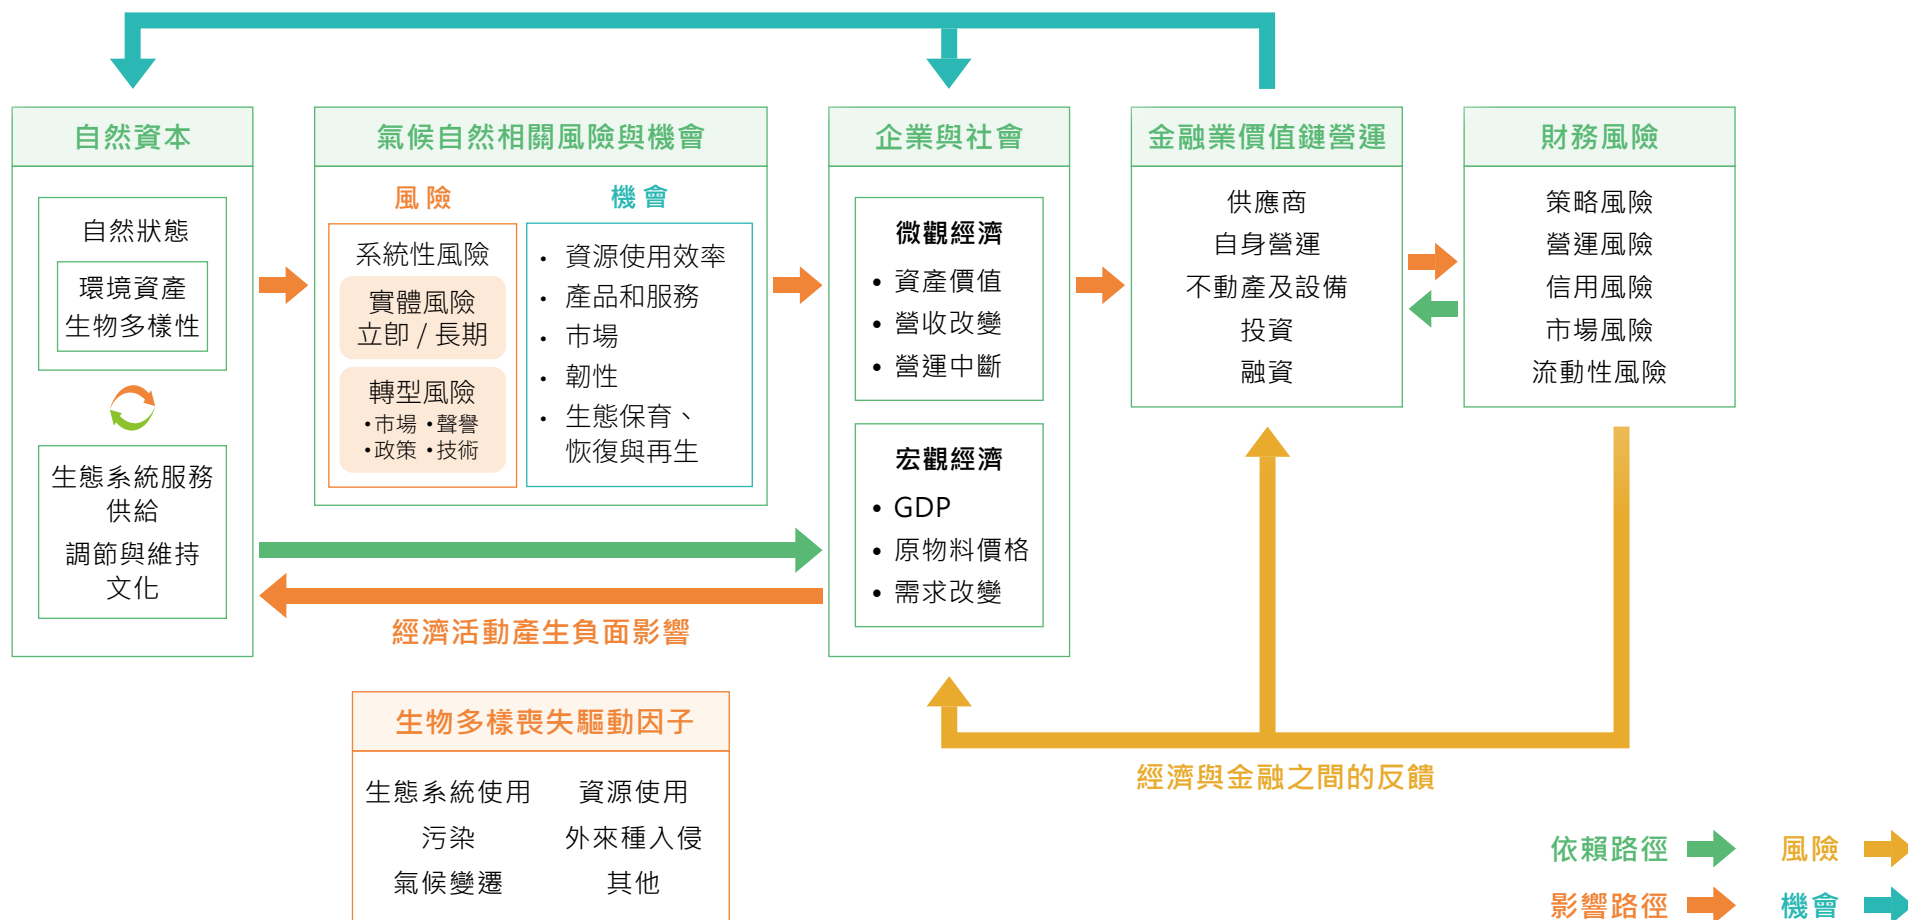 自然資本
自然狀態
環境資產
生物多樣性
生態系統服務
供給
調節與維持
文化
氣候自然相關風險與機會
風險
系統性風險
實體風險
立即 / 長期
轉型風險
•市場 •聲譽
•政策 •技術
機會
• 資源使用效率
• 產品和服務
• 市場
• 韌性
• 生態保育、
恢復與再生
企業與社會
微觀經濟
• 資產價值
• 營收改變
• 營運中斷
宏觀經濟
• GDP
• 原物料價格
• 需求改變
金融業價值鏈營運
供應商
自身營運
不動產及設備
投資
融資
財務風險
策略風險
營運風險
信用風險
市場風險
流動性風險
經濟活動產生負面影響
生物多樣喪失驅動因子
生態系統使用 資源使用
污染 外來種入侵
氣候變遷 其他
經濟與金融之間的反饋
依賴路徑 風險
影響路徑 機會